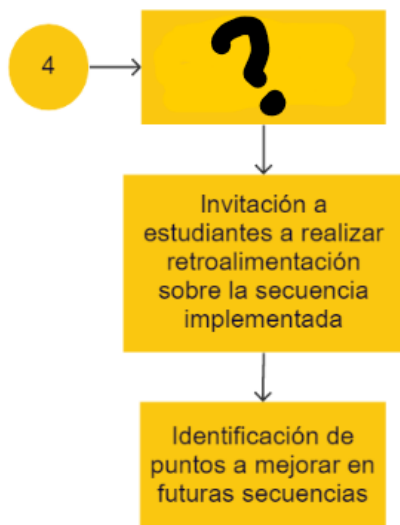 4
?
Invitación a
estudiantes a realizar
retroalimentación
sobre la secuencia
implementada
Identificación de
puntos a mejorar en
futuras secuencias